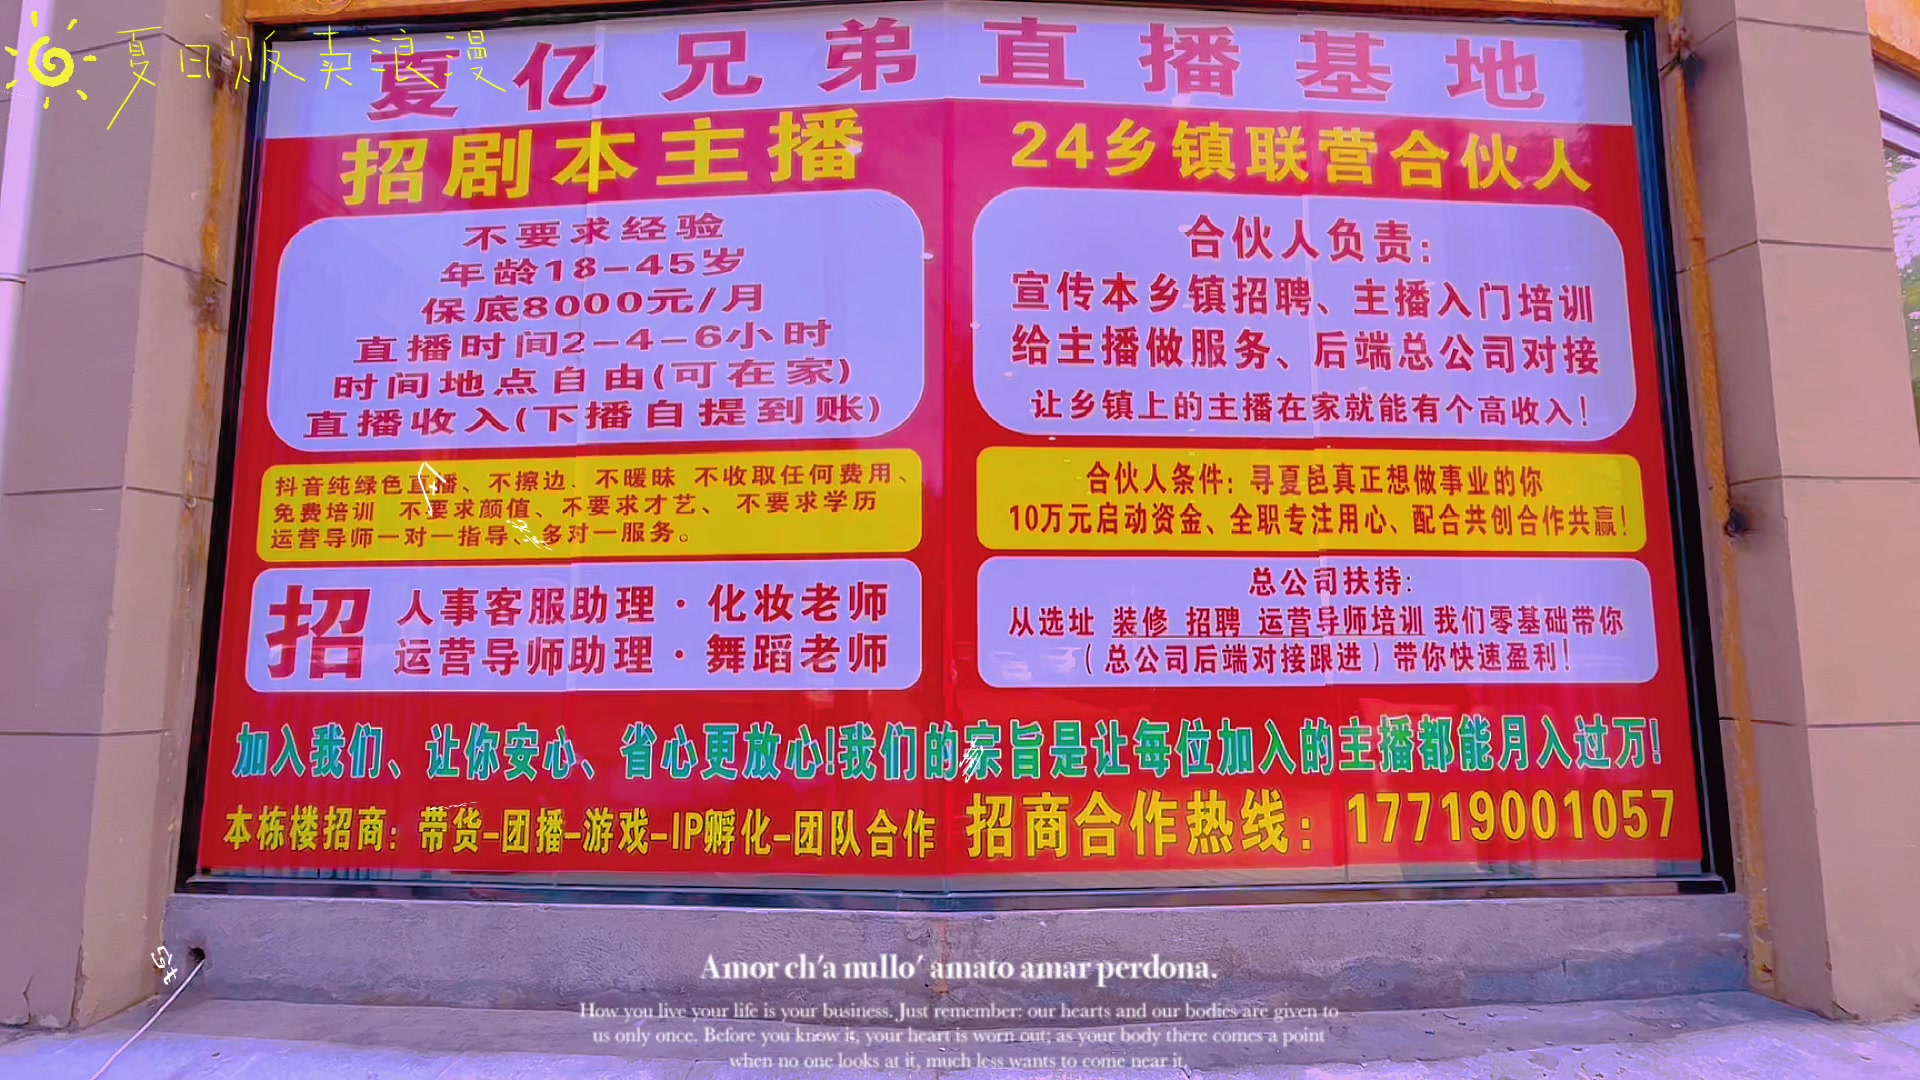 夏日贩卖浪漫
夏亿兄弟直播基地
招剧本主播
不要求经验
年龄18-45岁
保底8000元/月
直播时间2-4-6小时
时间地点自由(可在家)
直播收入(下播自提到账)
抖音纯绿色直播、不擦边、不暖昧 不收取任何费用、
免费培训 不要求颜值、不要求才艺、 不要求学历
运营导师一对一指导、多对一服务。
招
人事客服助理·化妆老师
运营导师助理·舞蹈老师
24乡镇联营合伙人
合伙人负责:
宣传本乡镇招聘、主播入门培训
给主播做服务、后端总公司对接
让乡镇上的主播在家就能有个高收入!
合伙人条件: 寻夏邑真正想做事业的你
10万元启动资金、全职专注用心、配合共创合作共赢!
总公司扶持:
从选址 装修 招聘 运营导师培训 我们零基础带你
(总公司后端对接跟进)带你快速盈利!
加入我们、让你安心、省心更放心!我们的宗旨是让每位加入的主播都能月入过万!
本栋楼招商: 带货-团播-游戏-IP孵化-团队合作 招商合作热线: 17719001057
Amor ch'a nullo' amato amar perdona.
How you live your life is your business. Just remember: our hearts and our bodies are given to
us only once. Before you know it, your heart is worn out; as your body there comes a point
when no one looks at it, much less wants to come near it.